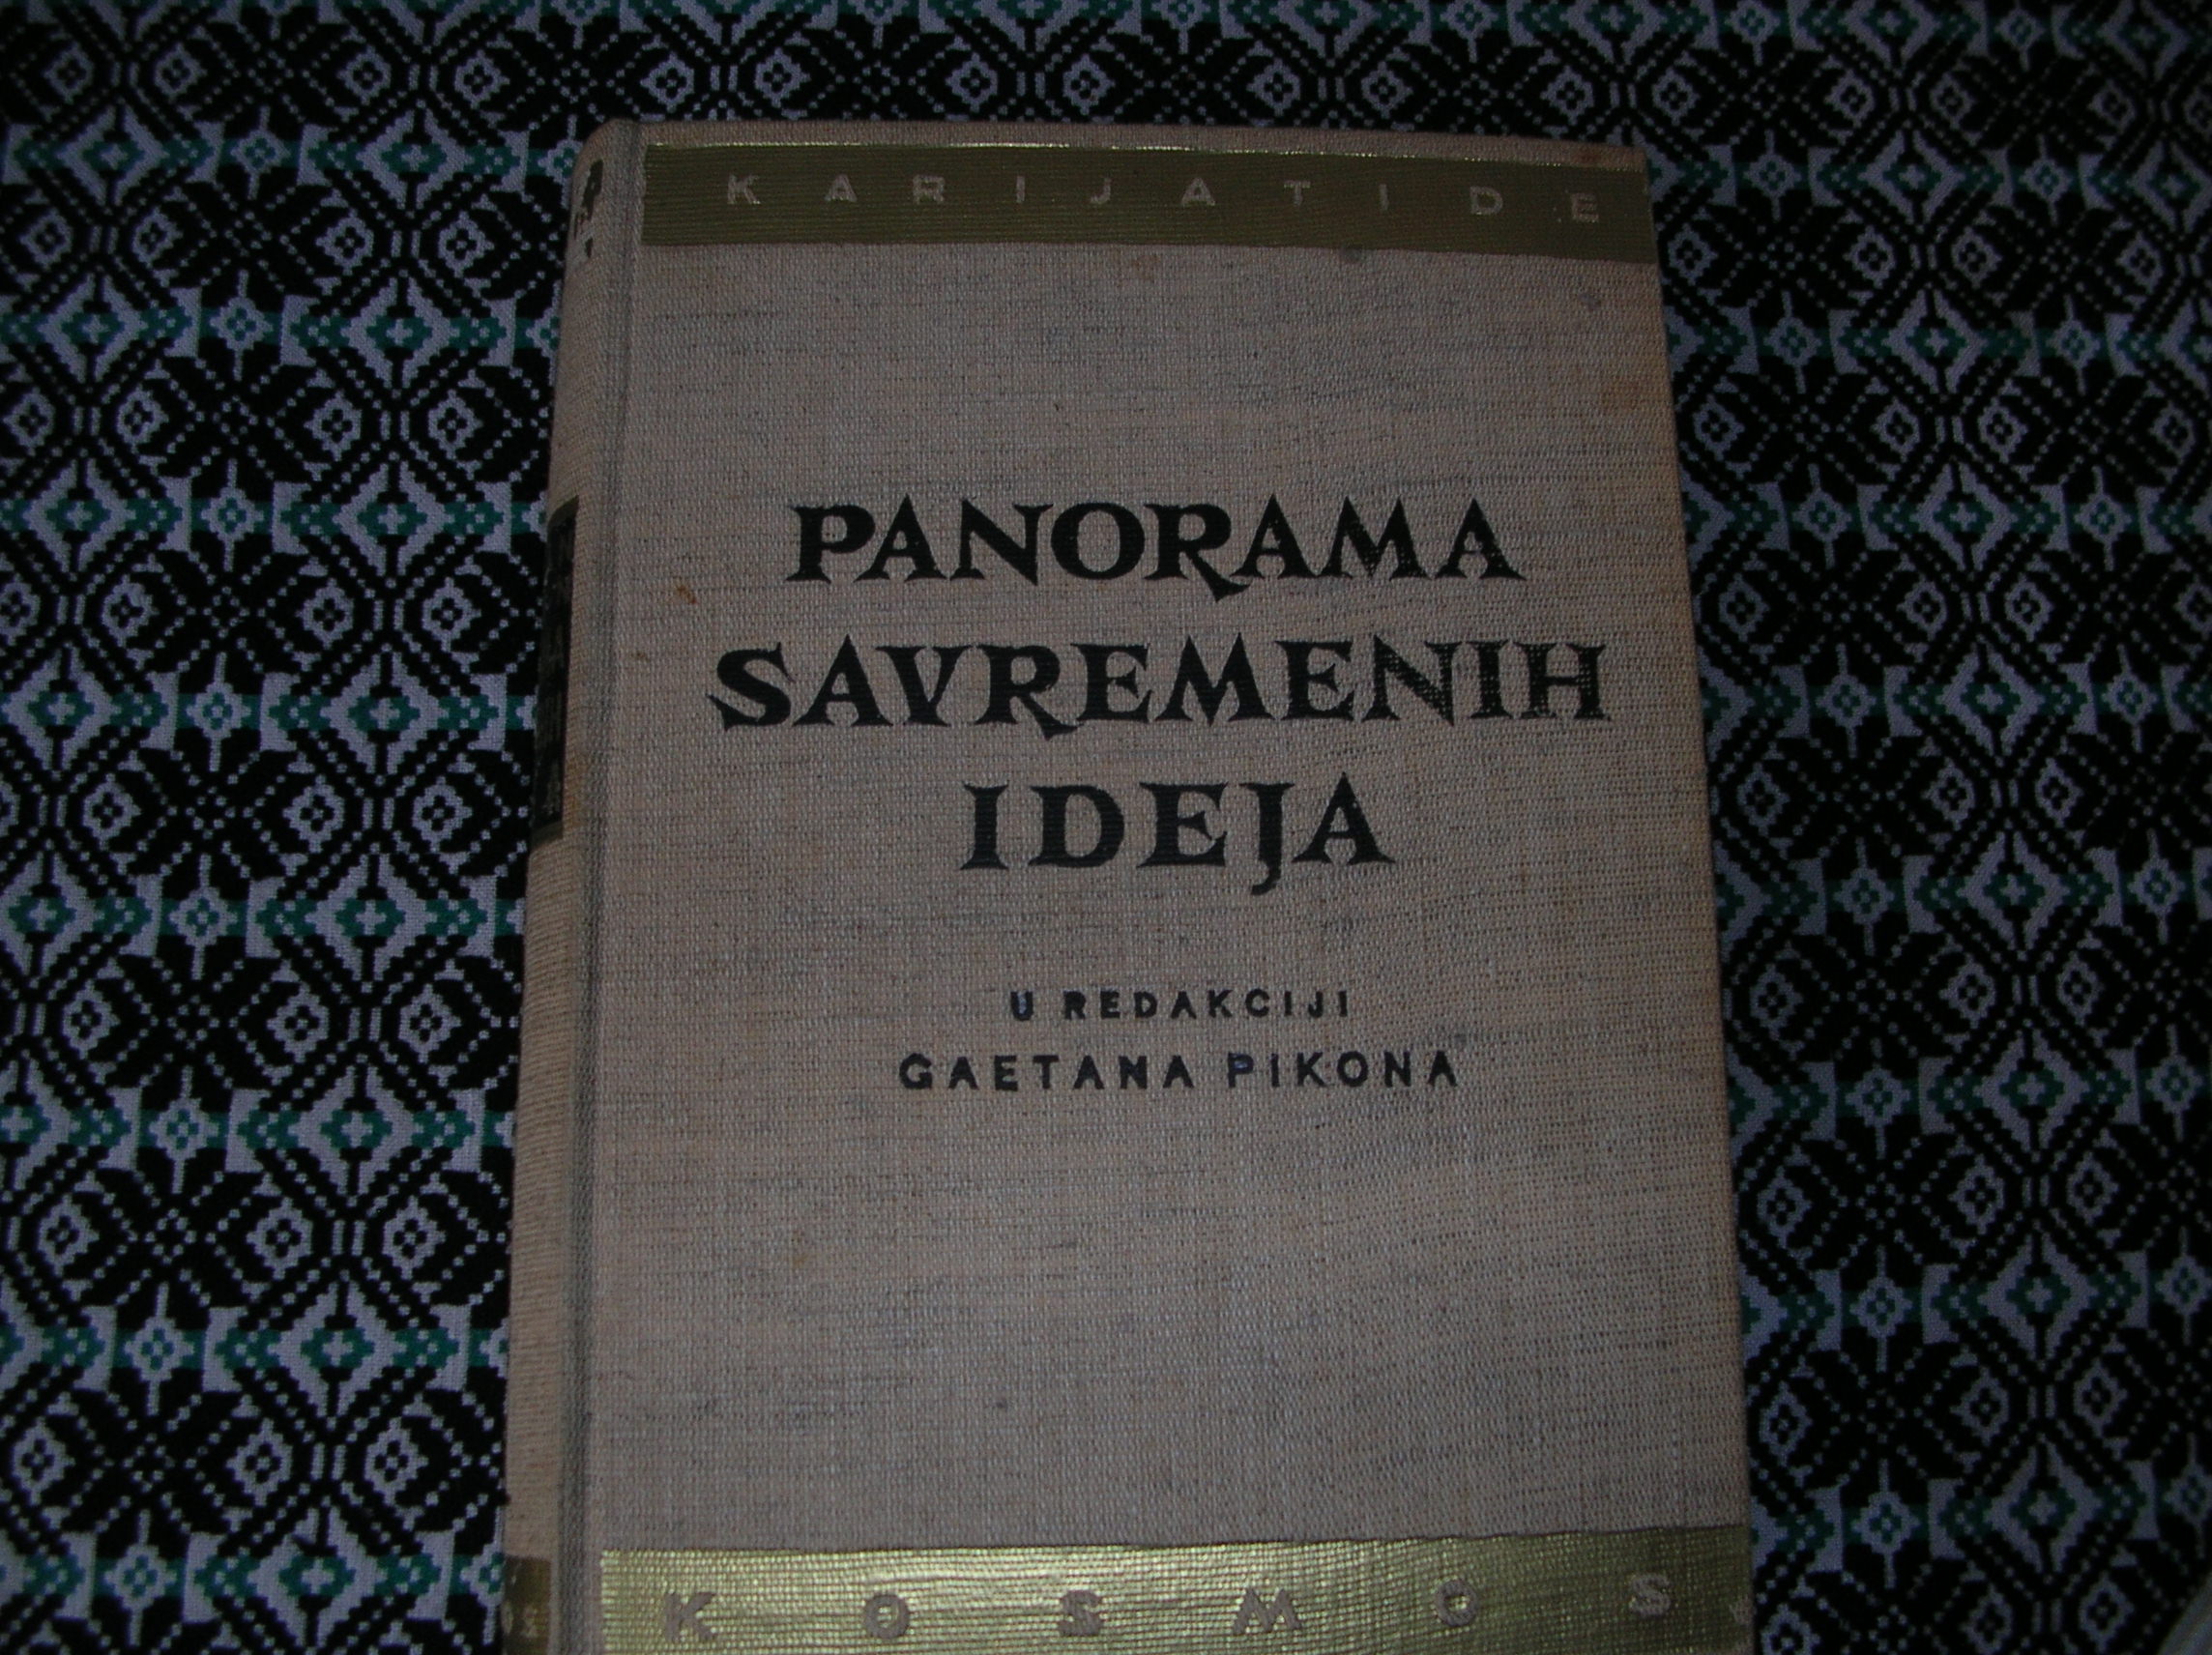 KARIJATIDE
PANORAMA
SAVREMENIH
IDEJA
U REDAKCIJI
GAETANA PIKONA
KOSMOS